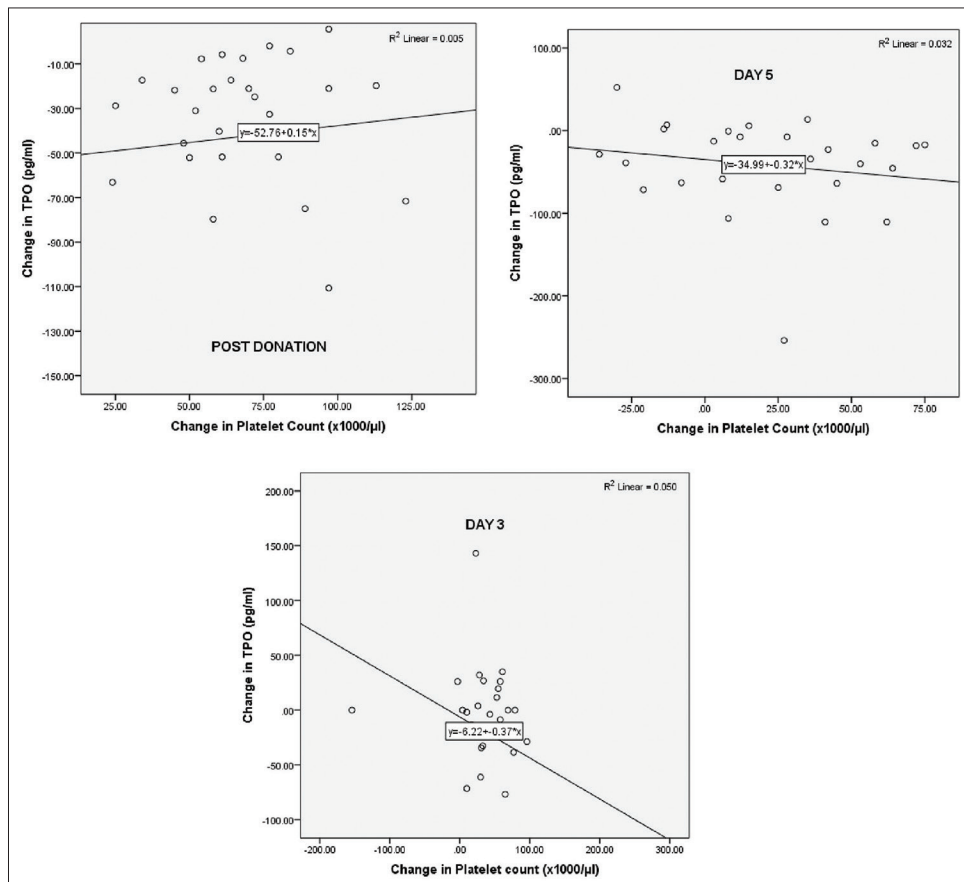 R2 Linear = 0.005
-10.00
-30.00
-50.00
-70.00
-90.00
-110.00
-130.00
-150.00
Change in TPO (pg/ml)
y=-52.76+0.15*x
POST DONATION
25.00 50.00 75.00 100.00 125.00
Change in Platelet Count (x1000/µl)
R2 Linear = 0.032
DAY 5
100.00
.00
-100.00
-200.00
-300.00
Change in TPO (pg/ml)
y=-34.99+-0.32*x
-25.00 .00 25.00 50.00 75.00
Change in Platelet Count (x1000/µl)
R2 Linear = 0.050
DAY 3
200.00
150.00
100.00
50.00
.00
-50.00
-100.00
Change in TPO (pg/ml)
y=-6.22+-0.37*x
-200.00 -100.00 .00 100.00 200.00 300.00
Change in Platelet count (x1000/µl)